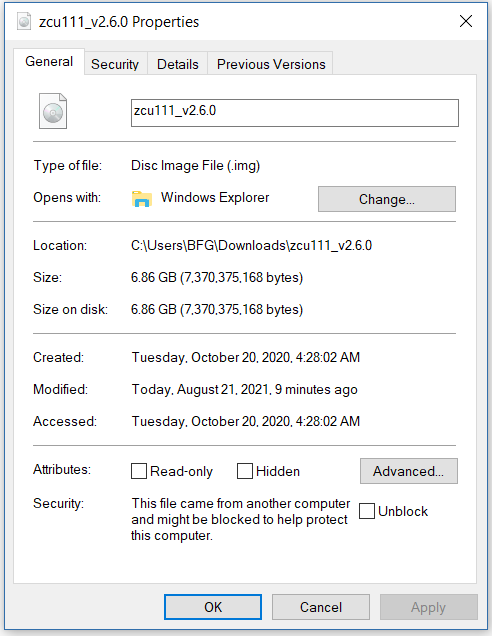 zcu111_v2.6.0 Properties
General Security Details Previous Versions
zcu111_v2.6.0
Type of file: Disc Image File (.img)
Opens with: Windows Explorer Change...
Location: C:\Users\BFG\Downloads\zcu111_v2.6.0
Size: 6.86 GB (7,370,375,168 bytes)
Size on disk: 6.86 GB (7,370,375,168 bytes)
Created: Tuesday, October 20, 2020, 4:28:02 AM
Modified: Today, August 21, 2021, 9 minutes ago
Accessed: Tuesday, October 20, 2020, 4:28:02 AM
Attributes: Read-only Hidden Advanced...
Security: This file came from another computer
and might be blocked to help protect
this computer.
Unblock
OK Cancel Apply